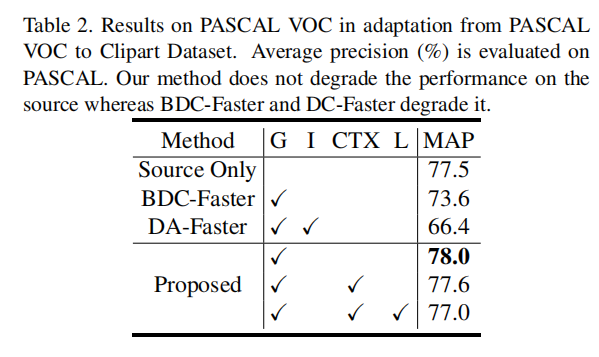 Table 2. Results on PASCAL VOC in adaptation from PASCAL
VOC to Clipart Dataset. Average precision (%) is evaluated on
PASCAL. Our method does not degrade the performance on the
source whereas BDC-Faster and DC-Faster degrade it.
Method G I CTX L MAP
Source Only 77.5
BDC-Faster ✓ 73.6
DA-Faster ✓ ✓ 66.4
✓ 78.0
Proposed ✓ ✓ 77.6
✓ ✓ ✓ 77.0